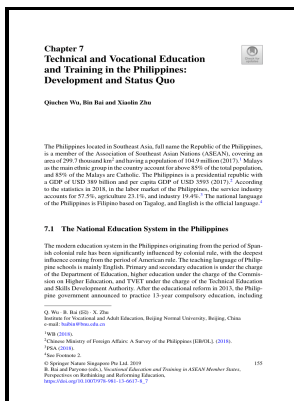 Chapter 7
Technical and Vocational Education
and Training in the Philippines:
Development and Status Quo
Qinchen Wu, Bin Bai and Xiaolin Zhu
The Philippines located in Southeast Asia, full name the Republic of the Philippines,
is a member of the Association of Southeast Asian Nations (ASEAN), covering an
area of 299.7 thousand km² and having a population of 104.9 million (2017).¹ Malays
as the main ethnic group in the country account for above 85% of the total population,
and 85% of the Malays are Catholic. The Philippines is a presidential republic with
a GDP of USD 389 billion and per capita GDP of USD 3593 (2017).² According
to the statistics in 2018, in the labor market of the Philippines, the service industry
accounts for 57.5%, agriculture 23.1%, and industry 19.4%.³ The national language
of the Philippines is Filipino based on Tagalog, and English is the official language.⁴
7.1 The National Education System in the Philippines
The modern education system in the Philippines originating from the period of Span-
ish colonial rule has been significantly influenced by colonial rule, with the deepest
influence coming from the period of American rule. The teaching language of Philip-
pine schools is mainly English. Primary and secondary education is under the charge
of the Department of Education, higher education under the charge of the Commis-
sion on Higher Education, and TVET under the charge of the Technical Education
and Skills Development Authority. After the educational reform in 2013, the Philip-
pine government announced to practice 13-year compulsory education, including
Q. Wu · B. Bai (✉) · X. Zhu
Institute for Vocational and Adult Education, Beijing Normal University, Beijing, China
e-mail: baibin@bnu.edu.cn
¹WB (2018).
²Chinese Ministry of Foreign Affairs: A Survey of the Philippines [EB/OL]. (2018).
³PSA (2018).
⁴See Footnote 2.
© Springer Nature Singapore Pte Ltd. 2019
155
B. Bai and Paryono (eds.), Vocational Education and Training in ASEAN Member States,
Perspectives on Rethinking and Reforming Education,
https://doi.org/10.1007/978-981-13-6617-8_7